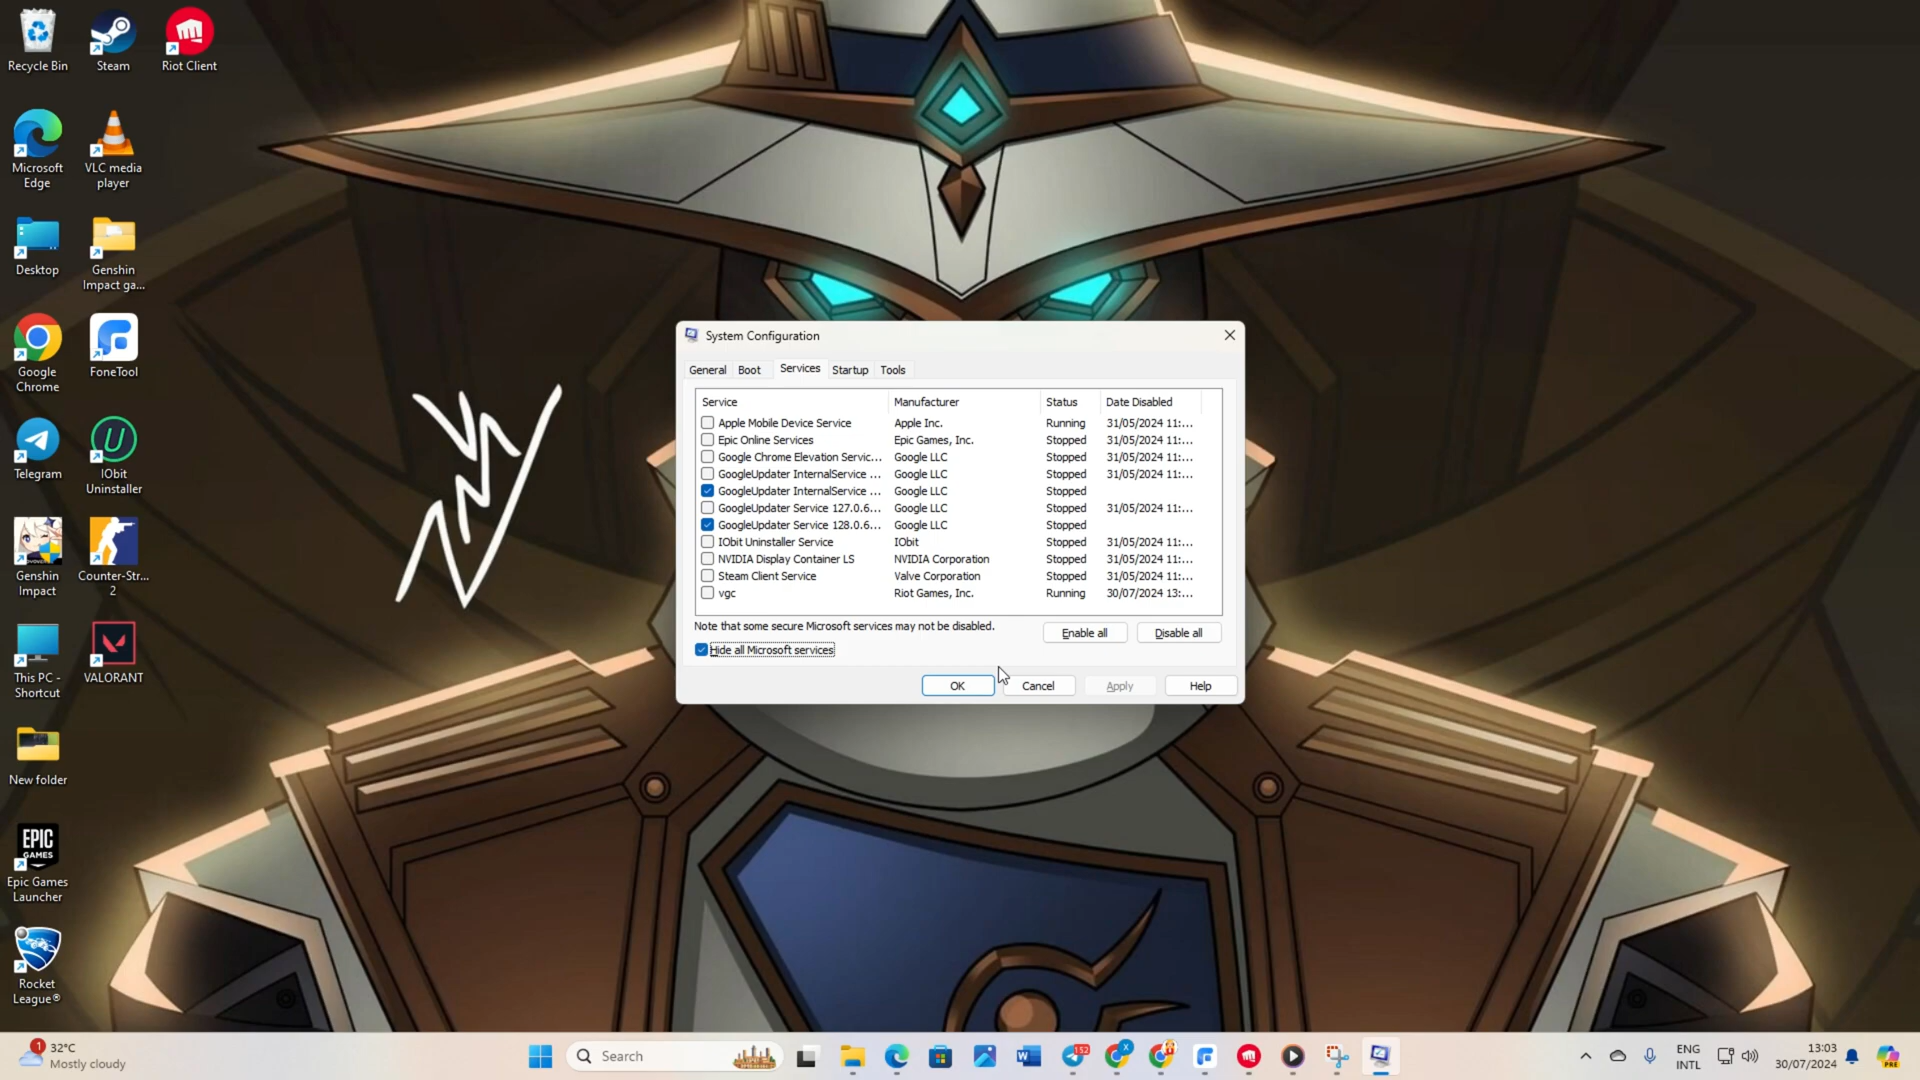 Recycle Bin
Steam
Riot Client
Microsoft
Edge
VLC media
player
Desktop
Genshin
Impact ga...
Google
Chrome
FoneTool
Telegram
IObit
Uninstaller
Genshin
Impact
Counter-Str...
2
This PC -
Shortcut
VALORANT
New folder
EPIC
GAMES
Epic Games
Launcher
Rocket
League®
System Configuration
General Boot Services Startup Tools
Service Manufacturer Status Date Disabled
Apple Mobile Device Service Apple Inc. Running 31/05/2024 11:...
Epic Online Services Epic Games, Inc. Stopped 31/05/2024 11:...
Google Chrome Elevation Servic... Google LLC Stopped 31/05/2024 11:...
GoogleUpdater InternalService ... Google LLC Stopped 31/05/2024 11:...
GoogleUpdater InternalService ... Google LLC Stopped
GoogleUpdater Service 127.0.6... Google LLC Stopped 31/05/2024 11:...
GoogleUpdater Service 128.0.6... Google LLC Stopped
IObit Uninstaller Service IObit Stopped 31/05/2024 11:...
NVIDIA Display Container LS NVIDIA Corporation Stopped 31/05/2024 11:...
Steam Client Service Valve Corporation Stopped 31/05/2024 11:...
vgc Riot Games, Inc. Running 30/07/2024 13:...
Note that some secure Microsoft services may not be disabled.
Enable all Disable all
Hide all Microsoft services
OK Cancel Apply Help
1
32°C
Mostly cloudy
Search
152
X
ENG
INTL
13:03
30/07/2024
PRE